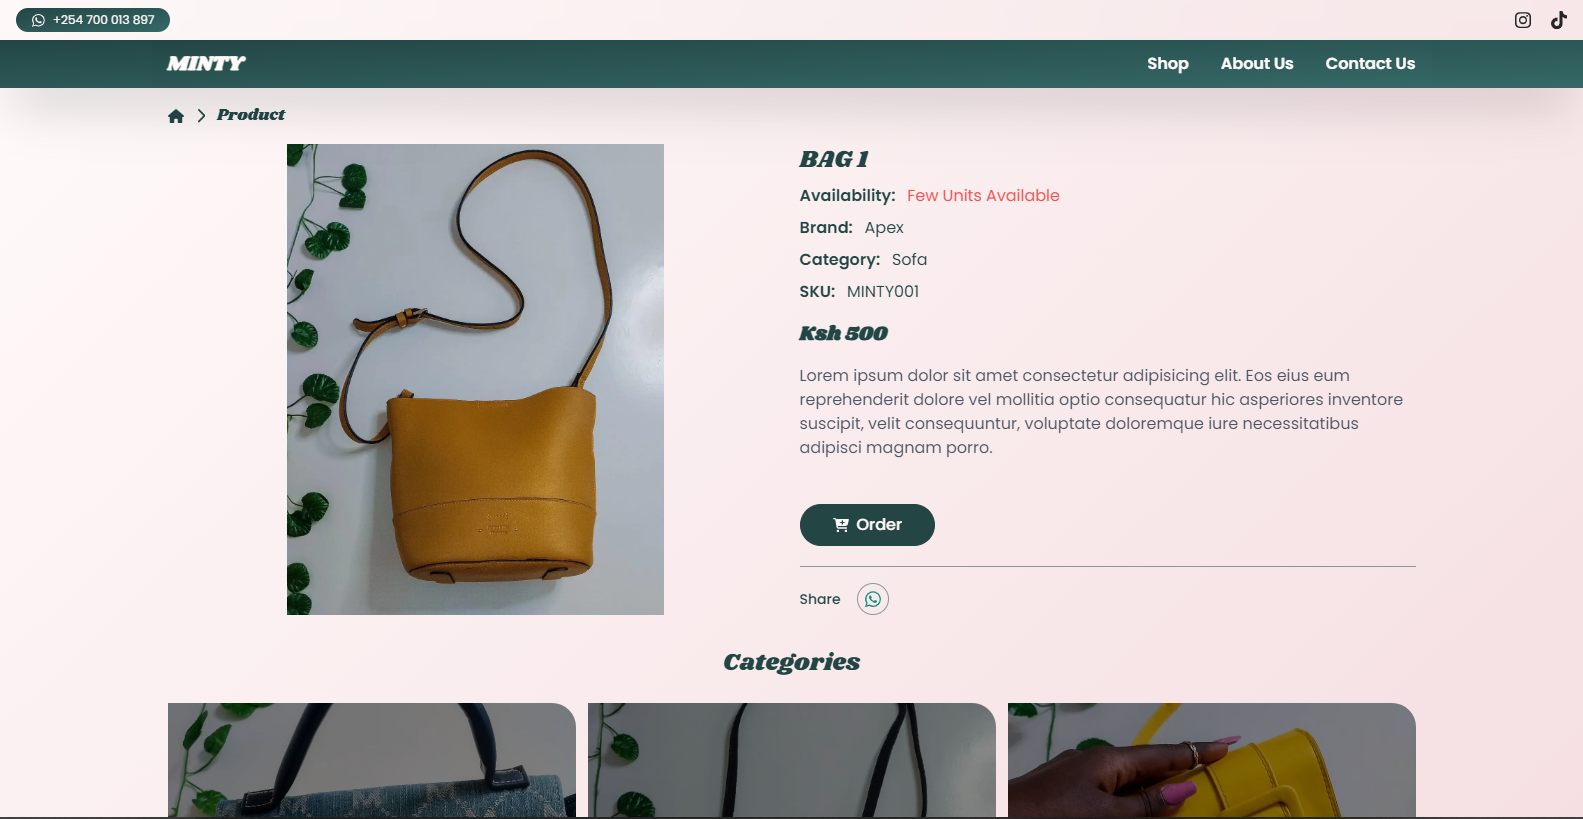 +254 700 013 897
MINTY
Shop About Us Contact Us
Product
BAG 1
Availability: Few Units Available
Brand: Apex
Category: Sofa
SKU: MINTY001
Ksh 500
Lorem ipsum dolor sit amet consectetur adipisicing elit. Eos eius eum
reprehenderit dolore vel mollitia optio consequatur hic asperiores inventore
suscipit, velit consequuntur, voluptate doloremque iure necessitatibus
adipisci magnam porro.
Order
Share
Categories